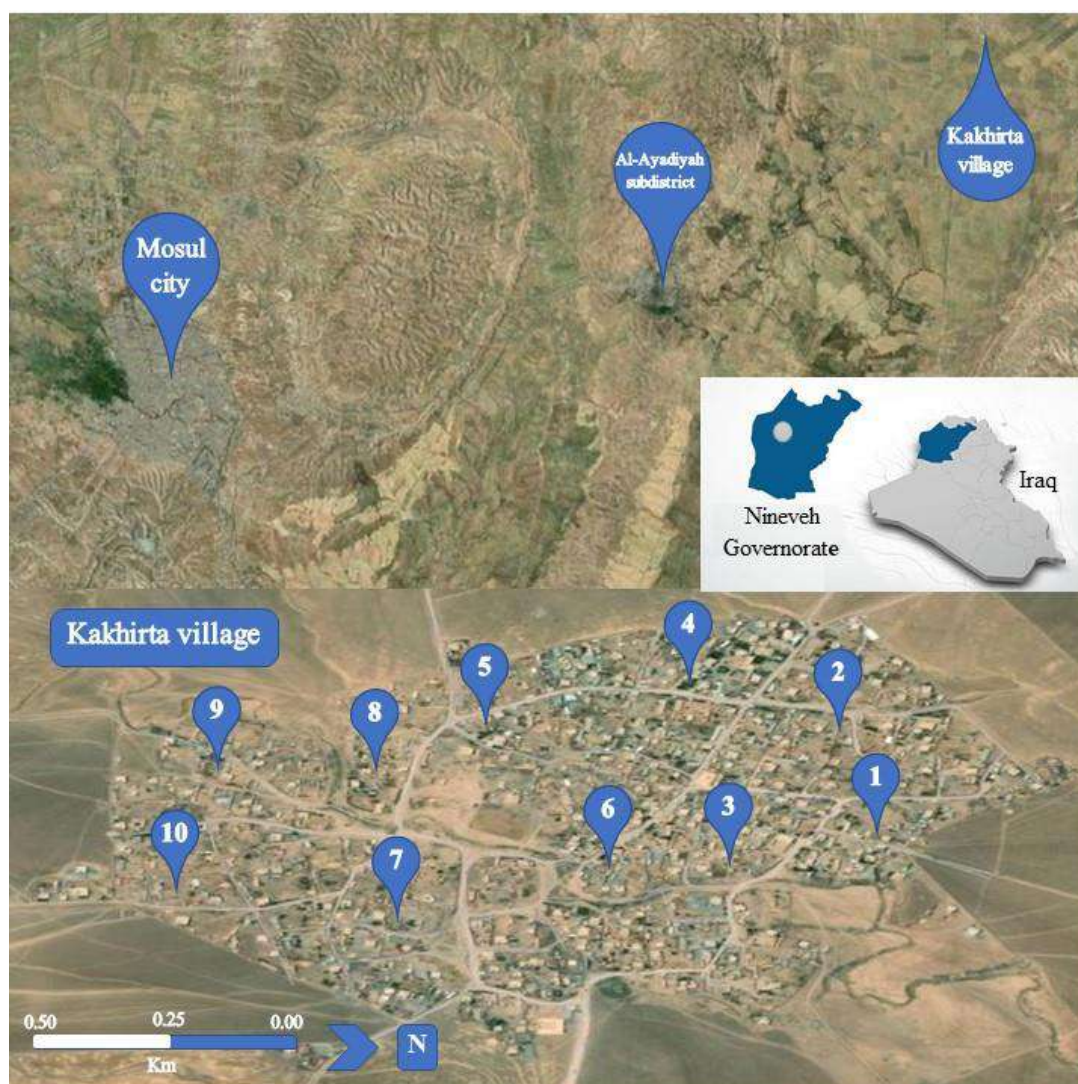 Kakhirta
village
Al-Ayadiyah
subdistrict
Mosul
city
Iraq
Nineveh
Governorate
Kakhirta village
4
5
2
9
8
1
6
3
10
7
0.50 0.25 0.00
Km
N